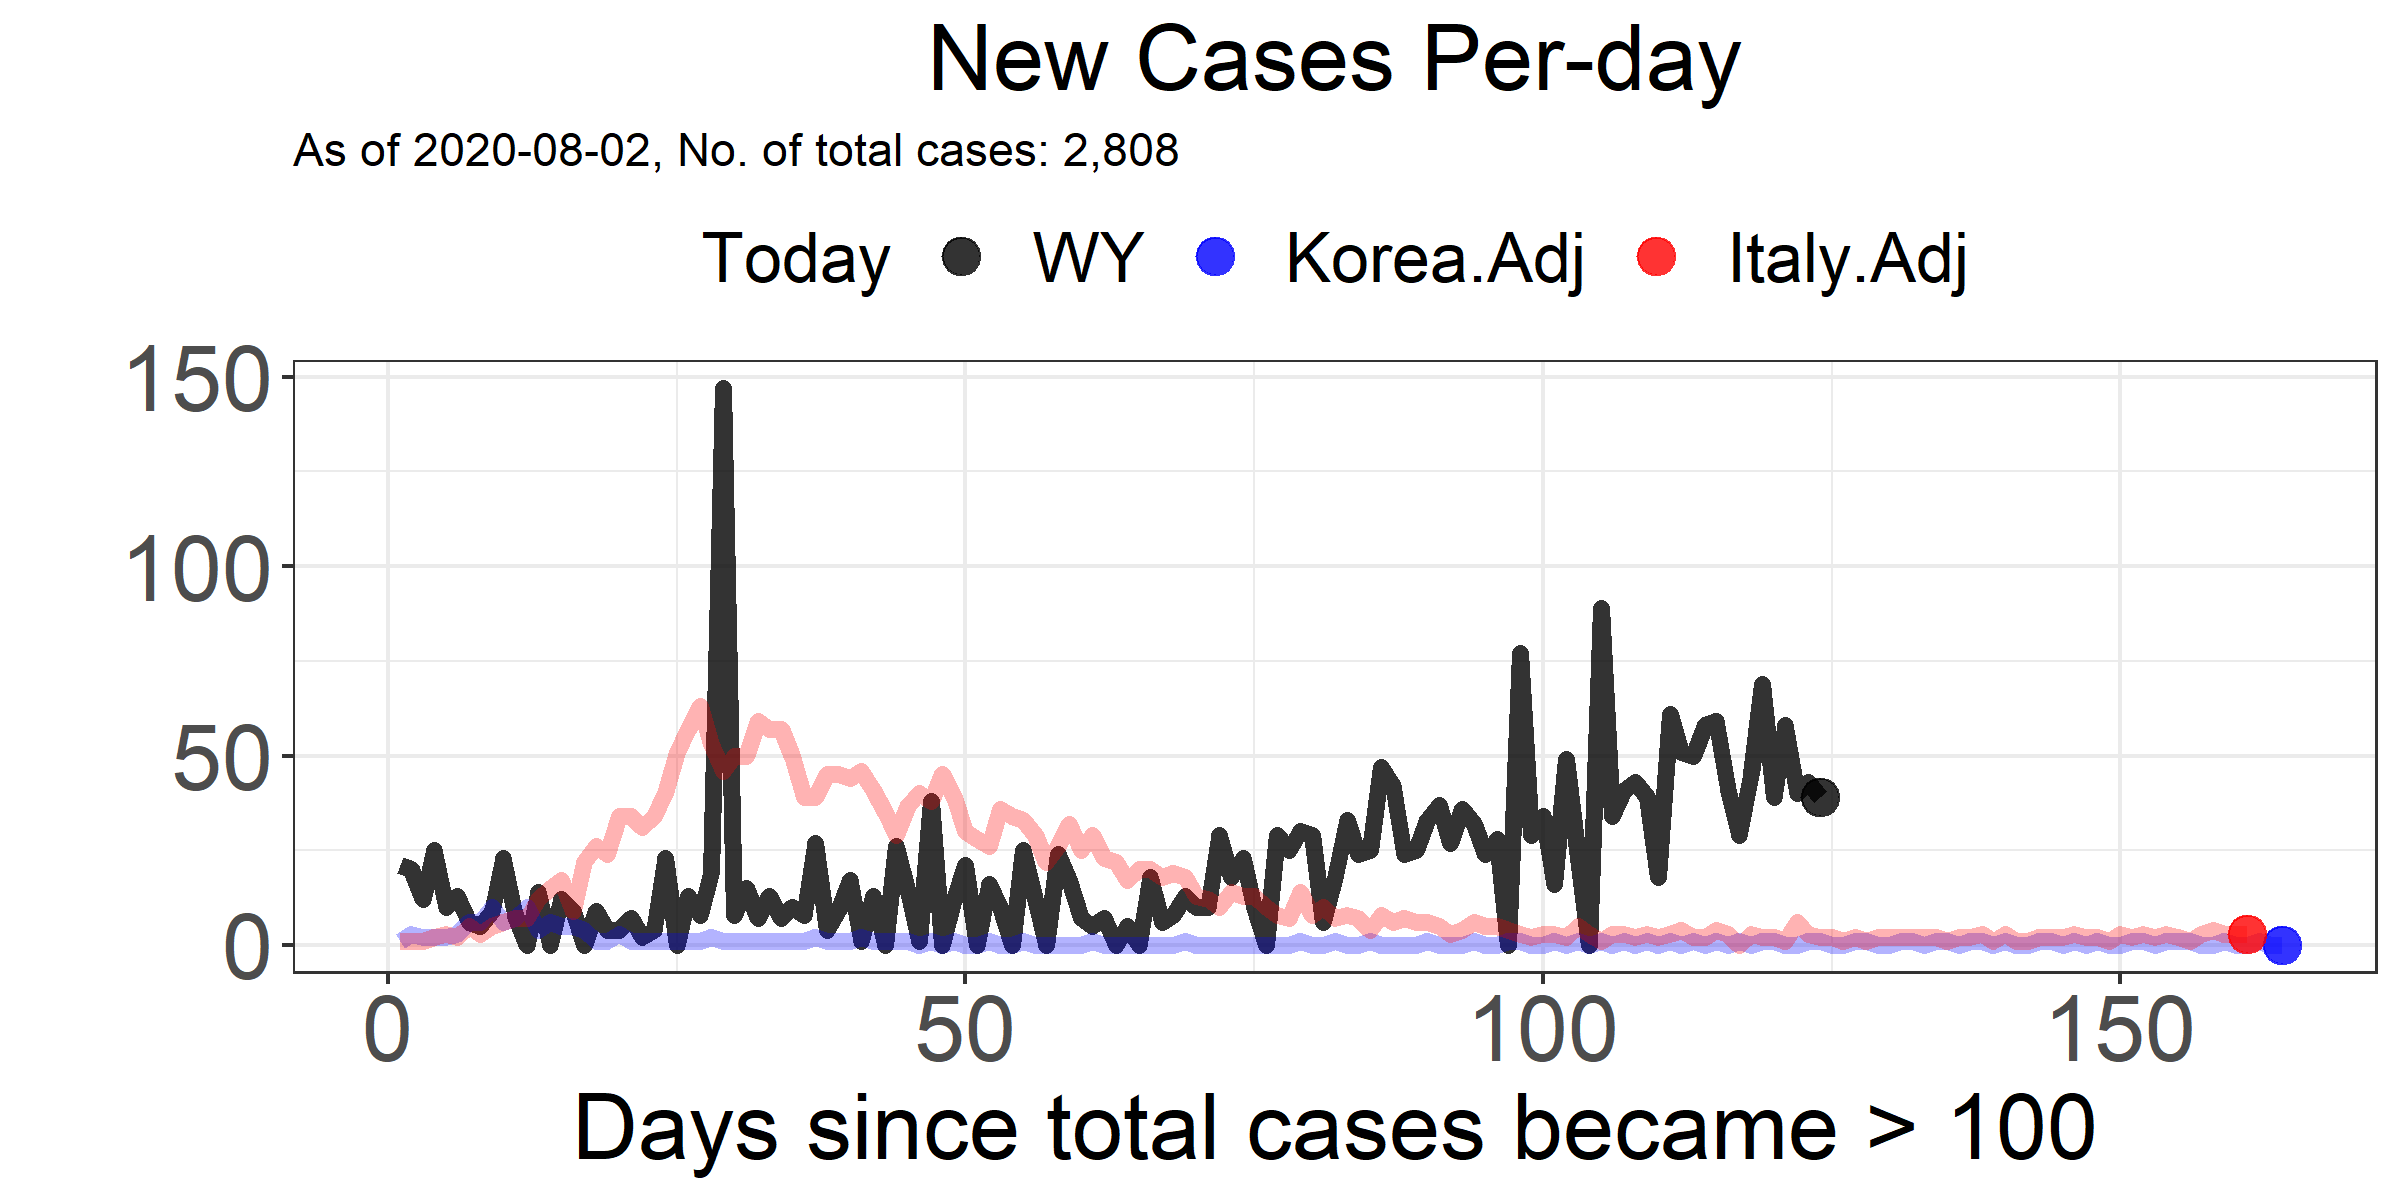 New Cases Per-day
As of 2020-08-02, No. of total cases: 2,808
Today WY Korea.Adj Italy.Adj
150
100
50
0
0 50 100 150
Days since total cases became > 100